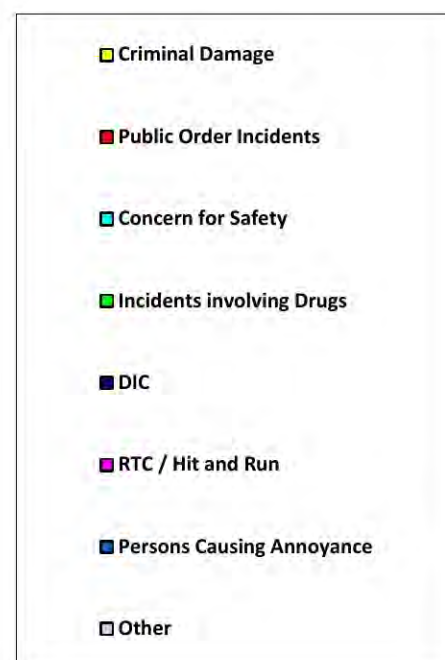 Criminal Damage
Public Order Incidents
Concern for Safety
Incidents involving Drugs
DIC
RTC / Hit and Run
Persons Causing Annoyance
Other